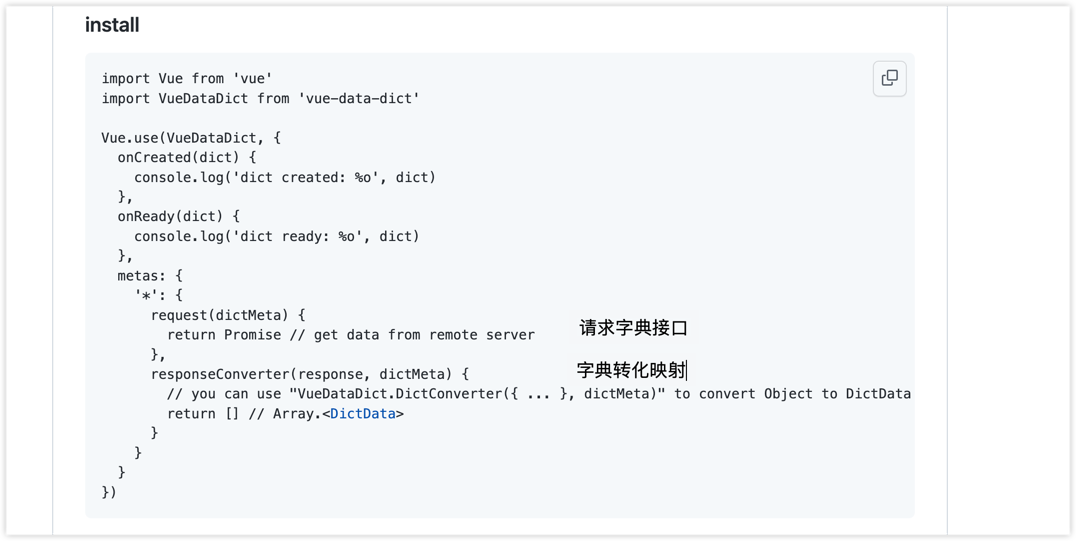 install
import Vue from 'vue'
import VueDataDict from 'vue-data-dict'
Vue.use(VueDataDict, {
onCreated(dict) {
console.log('dict created: %o', dict)
},
onReady(dict) {
console.log('dict ready: %o', dict)
},
metas: {
'*': {
request(dictMeta) {
请求字典接口
return Promise // get data from remote server
},
字典转化映射
responseConverter(response, dictMeta) {
// you can use "VueDataDict.DictConverter({ ... }, dictMeta)" to convert Object to DictData
return [] // Array.<DictData>
}
}
}
})